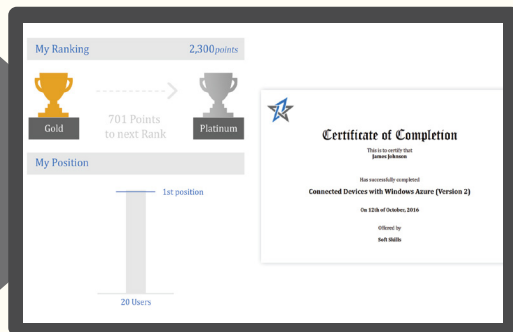 My Ranking 2,300 points
701 Points
to next Rank
Gold
Platinum
My Position
1st position
20 Users
Certificate of Completion
This is to certify that
James Johnson
Has successfully completed
Connected Devices with Windows Azure (Version 2)
On 12th of October, 2016
Offered by
Soft Skills